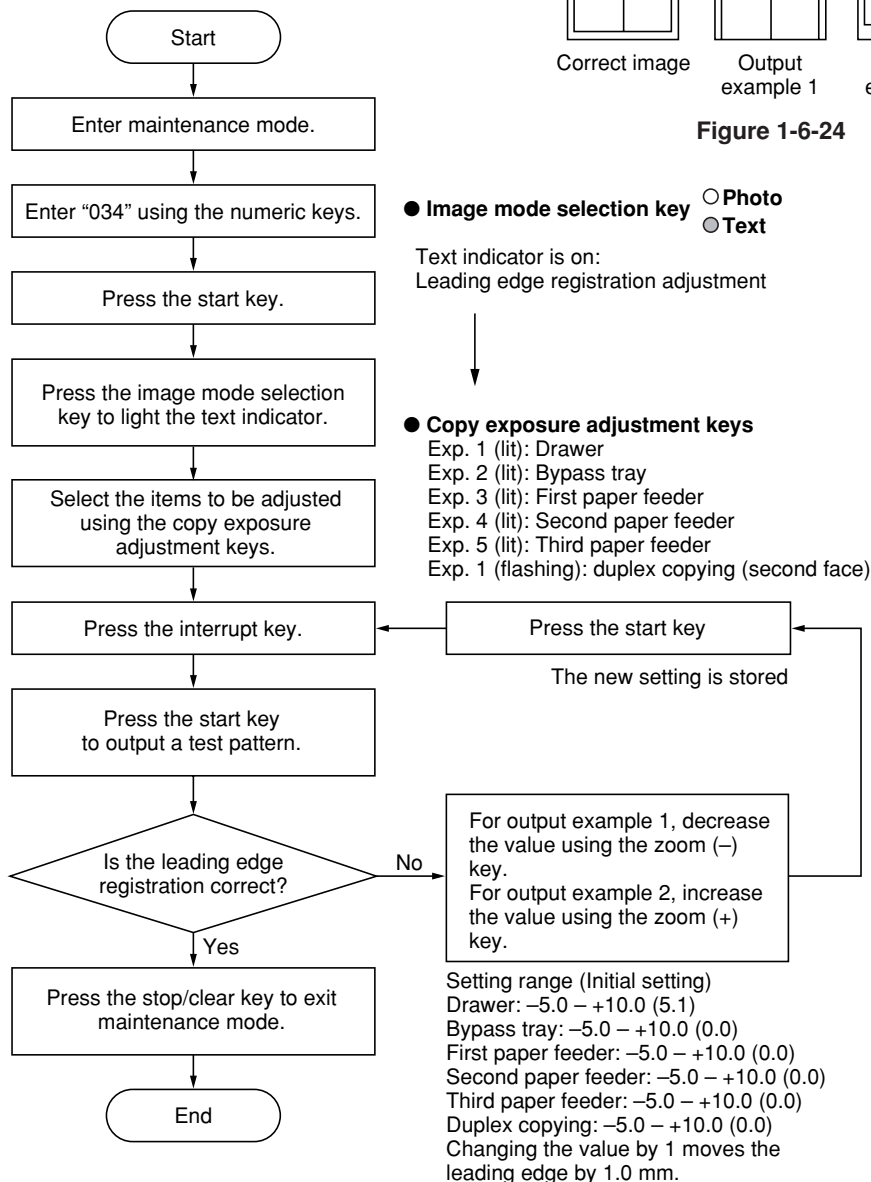 Start
Enter maintenance mode.
Enter “034” using the numeric keys.
Press the start key.
Press the image mode selection
key to light the text indicator.
Select the items to be adjusted
using the copy exposure
adjustment keys.
Press the interrupt key.
Press the start key
to output a test pattern.
Is the leading edge
registration correct?
No
Yes
Press the stop/clear key to exit
maintenance mode.
End
Correct image
Output
example 1
Figure 1-6-24
● Image mode selection key
Photo
Text
Text indicator is on:
Leading edge registration adjustment
● Copy exposure adjustment keys
Exp. 1 (lit): Drawer
Exp. 2 (lit): Bypass tray
Exp. 3 (lit): First paper feeder
Exp. 4 (lit): Second paper feeder
Exp. 5 (lit): Third paper feeder
Exp. 1 (flashing): duplex copying (second face)
Press the start key
The new setting is stored
For output example 1, decrease
the value using the zoom (–)
key.
For output example 2, increase
the value using the zoom (+)
key.
Setting range (Initial setting)
Drawer: –5.0 – +10.0 (5.1)
Bypass tray: –5.0 – +10.0 (0.0)
First paper feeder: –5.0 – +10.0 (0.0)
Second paper feeder: –5.0 – +10.0 (0.0)
Third paper feeder: –5.0 – +10.0 (0.0)
Duplex copying: –5.0 – +10.0 (0.0)
Changing the value by 1 moves the
leading edge by 1.0 mm.